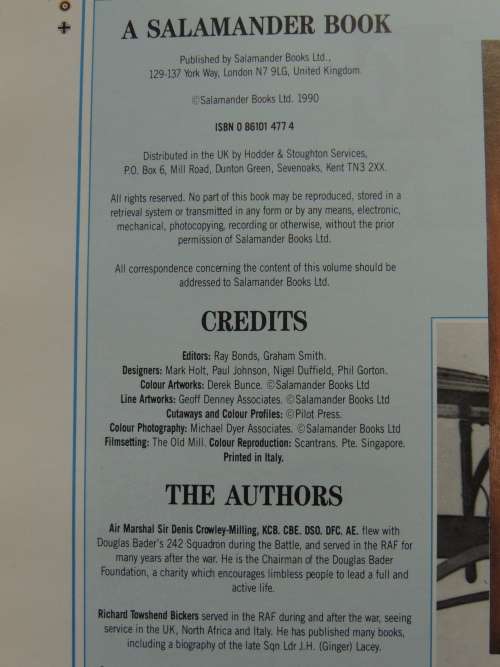 A SALAMANDER BOOK
Published by Salamander Books Ltd.,
129-137 York Way, London N7 9LG, United Kingdom.
©Salamander Books Ltd. 1990
ISBN 0 86101 477 4
Distributed in the UK by Hodder & Stoughton Services,
P.O. Box 6, Mill Road, Dunton Green, Sevenoaks, Kent TN3 2XX.
All rights reserved. No part of this book may be reproduced, stored in a
retrieval system or transmitted in any form or by any means, electronic,
mechanical, photocopying, recording or otherwise, without the prior
permission of Salamander Books Ltd.
All correspondence concerning the content of this volume should be
addressed to Salamander Books Ltd.
CREDITS
Editors: Ray Bonds, Graham Smith.
Designers: Mark Holt, Paul Johnson, Nigel Duffield, Phil Gorton.
Colour Artworks: Derek Bunce. ©Salamander Books Ltd
Line Artworks: Geoff Denney Associates. ©Salamander Books Ltd
Cutaways and Colour Profiles: ©Pilot Press.
Colour Photography: Michael Dyer Associates. ©Salamander Books Ltd
Filmsetting: The Old Mill. Colour Reproduction: Scantrans. Pte. Singapore.
Printed in Italy.
THE AUTHORS
Air Marshal Sir Denis Crowley-Milling, KCB. CBE. DSO. DFC. AE. flew with
Douglas Bader's 242 Squadron during the Battle, and served in the RAF for
many years after the war. He is the Chairman of the Douglas Bader
Foundation, a charity which encourages limbless people to lead a full and
active life.
Richard Towshend Bickers served in the RAF during and after the war, seeing
service in the UK, North Africa and Italy. He has published many books,
including a biography of the late Sqn Ldr J.H. (Ginger) Lacey.